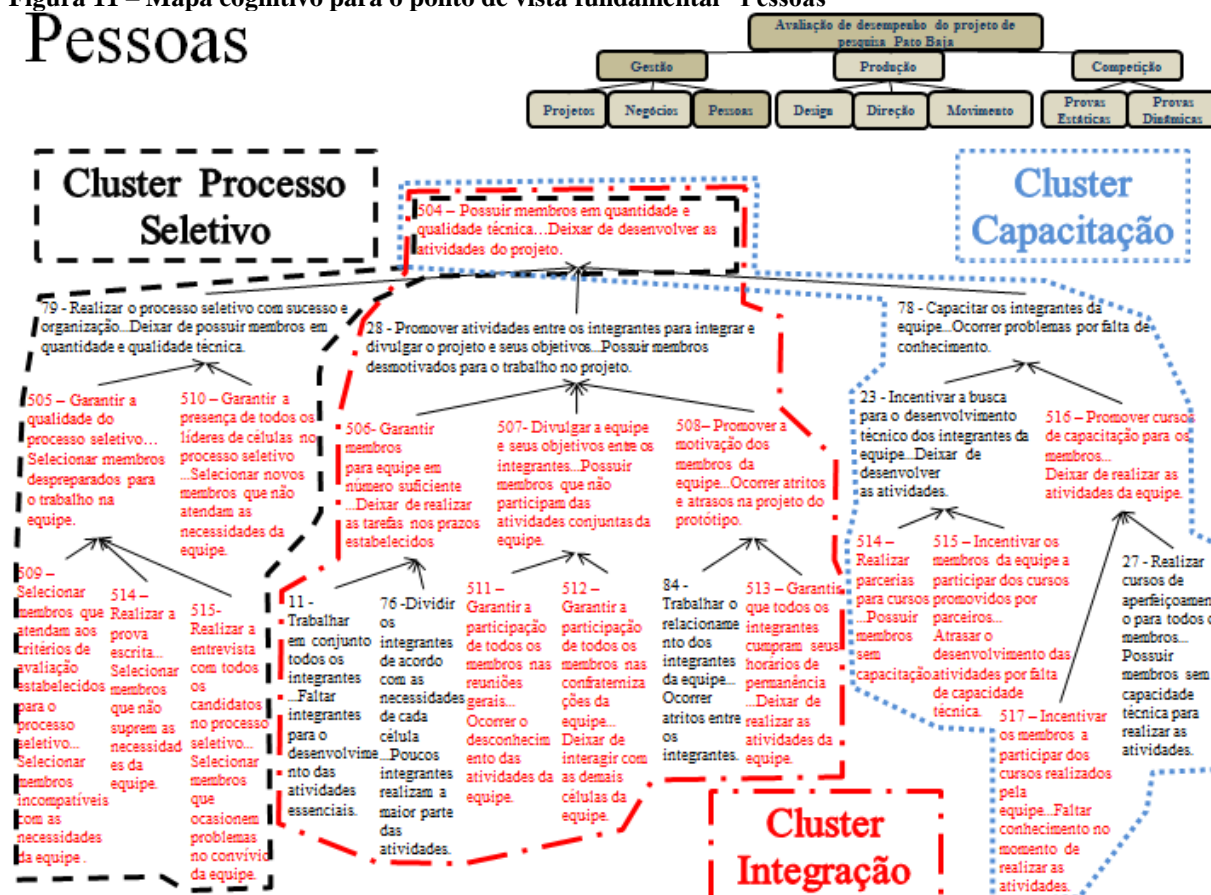 Figura 11 – Mapa cognitivo para o ponto de vista fundamental "Pessoas"
Pessoas
Avaliação de desempenho do projeto de
pesquisa Pato Baja
Gestão
Produção
Competição
Projetos
Negócios
Pessoas
Design
Direção
Movimento
Provas
Estáticas
Provas
Dinâmicas
Cluster Processo
Seletivo
Cluster
Capacitação
504 – Possuir membros em quantidade e
qualidade técnica...Deixar de desenvolver as
atividades do projeto.
79 - Realizar o processo seletivo com sucesso e
organização...Deixar de possuir membros em
quantidade e qualidade técnica.
28 - Promover atividades entre os integrantes para integrar e
divulgar o projeto e seus objetivos...Possuir membros
desmotivados para o trabalho no projeto.
78 - Capacitar os integrantes da
equipe...Ocorrer problemas por falta de
conhecimento.
505 – Garantir a
qualidade do
processo seletivo...
Selecionar membros
despreparados para
o trabalho na
equipe.
510 – Garantir a
presença de todos os
líderes de células no
processo seletivo
...Selecionar novos
membros que não
atendam as
necessidades da
equipe.
506- Garantir
membros
para equipe em
número suficiente
...Deixar de realizar
as tarefas nos prazos
estabelecidos
507- Divulgar a equipe
e seus objetivos entre os
integrantes...Possuir
membros que não
participam das
atividades conjuntas da
equipe.
508– Promover a
motivação dos
membros da
equipe...Ocorrer atritos
e atrasos na projeto do
protótipo.
23 - Incentivar a busca
para o desenvolvimento
técnico dos integrantes da
equipe...Deixar de
desenvolver
as atividades.
516 – Promover cursos
de capacitação para os
membros...
Deixar de realizar as
atividades da equipe.
509 –
Selecionar
membros que
atendam aos
critérios de
avaliação
estabelecidos
para o
processo
seletivo...
Selecionar
membros
incompatíveis
com as
necessidades
da equipe .
514 –
Realizar a
prova
escrita...
Selecionar
membros
que não
suprem as
necessidad
es da
equipe.
515-
Realizar a
entrevista
com todos
os
candidatos
no processo
seletivo...
Selecionar
membros
que
ocasionem
problemas
no convívio
da equipe.
11 -
Trabalhar
em conjunto
todos os
integrantes
...Faltar
integrantes
para o
desenvolvime
nto das
atividades
essenciais.
76 -Dividir
os
integrantes
de acordo
com as
necessidades
de cada
célula
...Poucos
integrantes
realizam a
maior parte
das
atividades.
511 –
Garantir a
participação
de todos os
membros nas
reuniões
gerais...
Ocorrer o
desconhecim
ento das
atividades da
equipe.
512 –
Garantir a
participação
de todos os
membros nas
confraterniza
ções da
equipe...
Deixar de
interagir com
as demais
células da
equipe.
84 -
Trabalhar o
relacioname
nto dos
integrantes
da equipe...
Ocorrer
atritos entre
os
integrantes.
513 – Garantir
que todos os
integrantes
cumpram seus
horários de
permanência
...Deixar de
realizar as
atividades da
equipe.
514 –
Realizar
parcerias
para cursos
...Possuir
membros
sem
capacitação.
515 – Incentivar os
membros da equipe a
participar dos cursos
promovidos por
parceiros...
Atrasar o
desenvolvimento das
atividades por falta
de capacidade
técnica.
517 – Incentivar
os membros a
participar dos
cursos realizados
pela
equipe...Faltar
conhecimento no
momento de
realizar as
atividades.
27 - Realizar
cursos de
aperfeiçoament
o para todos os
membros...
Possuir
membros sem
capacidade
técnica para
realizar as
atividades.
Cluster
Integração